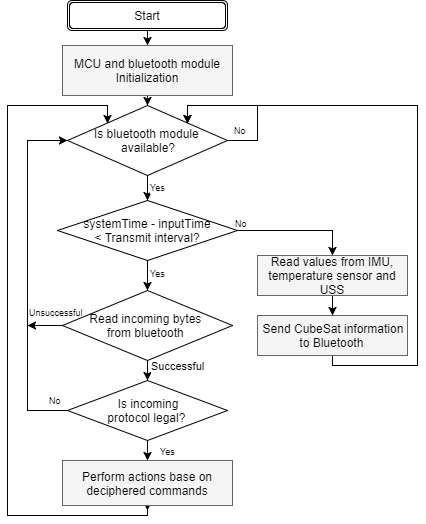 Start
MCU and bluetooth module
Initialization
Is bluetooth module
available?
No
Yes
systemTime - inputTime
< Transmit interval?
No
Yes
Read values from IMU,
temperature sensor and
USS
Read incoming bytes
from bluetooth
Unsuccessful
Send CubeSat information
to Bluetooth
Successful
Is incoming
protocol legal?
No
Yes
Perform actions base on
deciphered commands